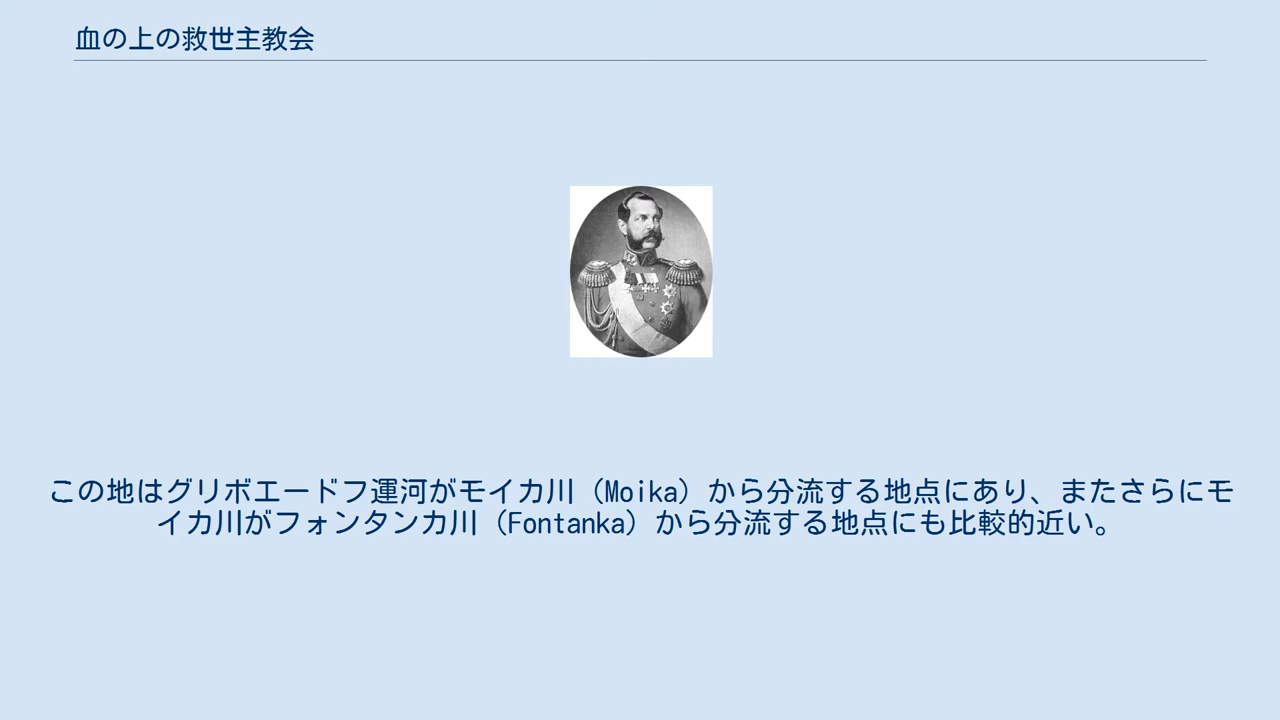 血の上の救世主教会
この地はグリボエードフ運河がモイカ川（Moika）から分流する地点にあり、またさらにモ
イカ川がフォンタンカ川（Fontanka）から分流する地点にも比較的近い。